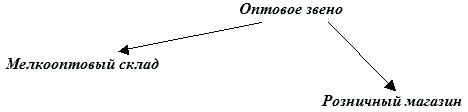 Оптовое звено
Мелкооптовый склад
Розничный магазин